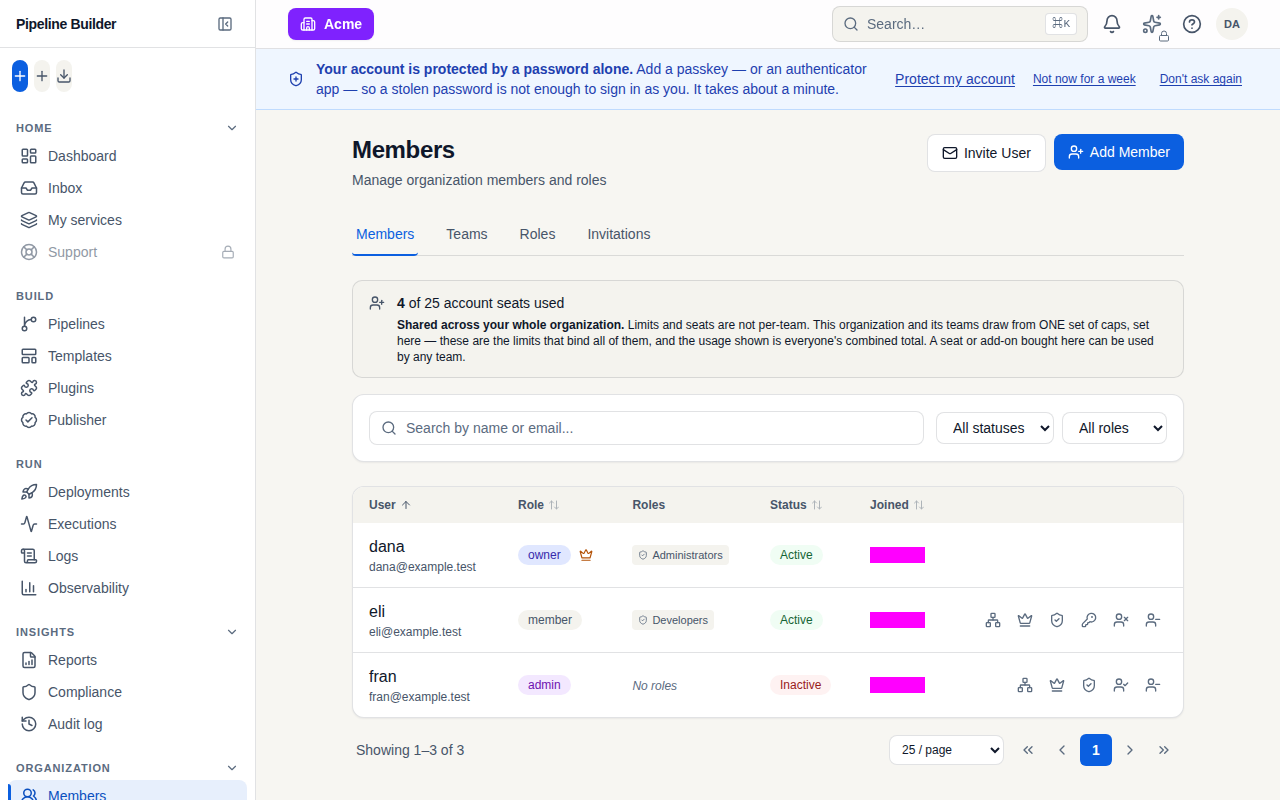 Pipeline Builder
Acme
Search…
⌘K
DA
Your account is protected by a password alone. Add a passkey — or an authenticator
app — so a stolen password is not enough to sign in as you. It takes about a minute.
Protect my account
Not now for a week
Don't ask again
HOME
Dashboard
Inbox
My services
Support
BUILD
Pipelines
Templates
Plugins
Publisher
RUN
Deployments
Executions
Logs
Observability
INSIGHTS
Reports
Compliance
Audit log
ORGANIZATION
Members
Members
Manage organization members and roles
Invite User
Add Member
Members Teams Roles Invitations
4 of 25 account seats used
Shared across your whole organization. Limits and seats are not per-team. This organization and its teams draw from ONE set of caps, set
here — these are the limits that bind all of them, and the usage shown is everyone's combined total. A seat or add-on bought here can be used
by any team.
Search by name or email...
All statuses
All roles
User Role Roles Status Joined
dana
dana@example.test
owner
Administrators
Active
eli
eli@example.test
member
Developers
Active
fran
fran@example.test
admin
No roles
Inactive
Showing 1–3 of 3
25 / page
1